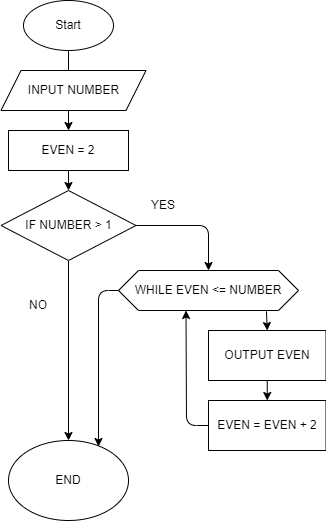 Start
INPUT NUMBER
EVEN = 2
IF NUMBER > 1
YES
WHILE EVEN <= NUMBER
NO
OUTPUT EVEN
EVEN = EVEN + 2
END